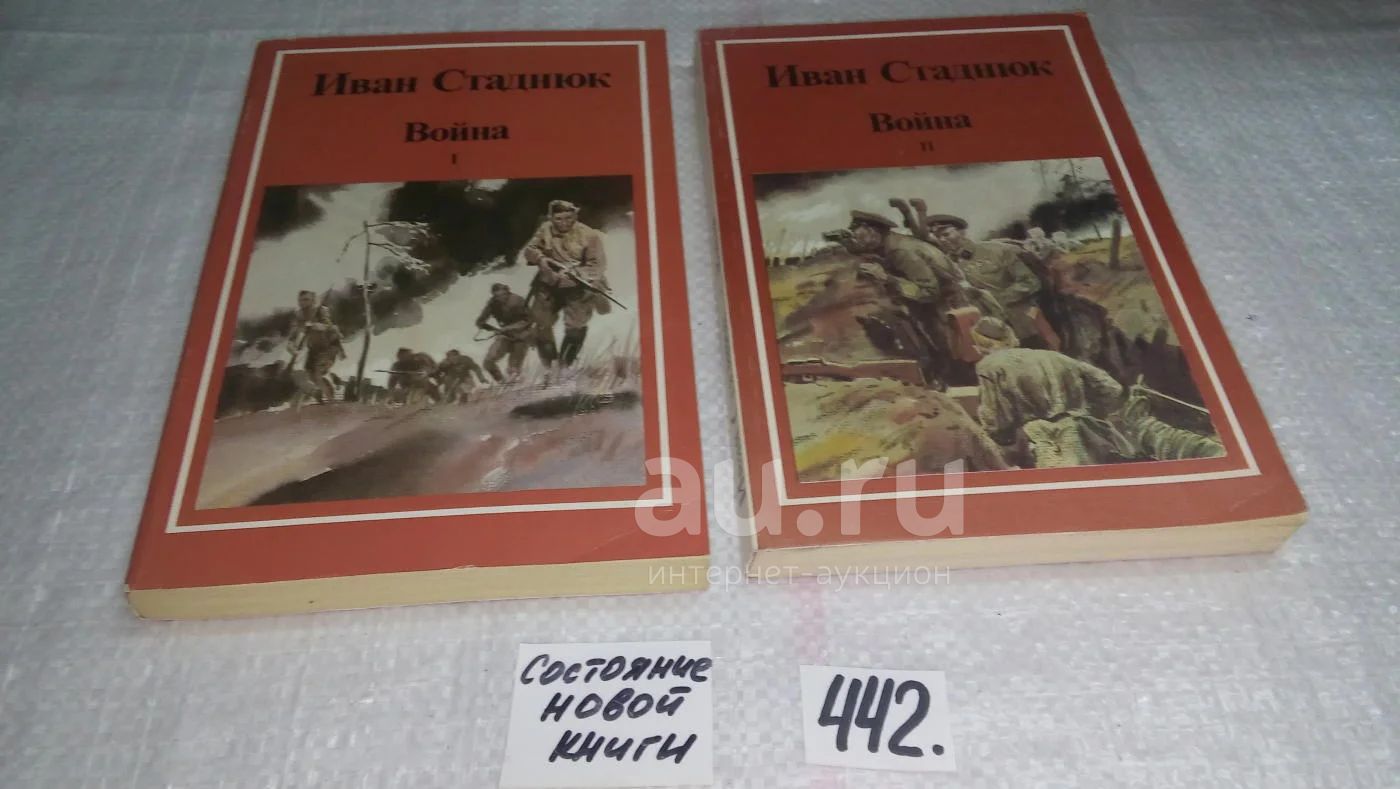 Иван Стаднюк
Война
I
Иван Стаднюк
Война
II
au.ru
интернет аукцион
Состояние
новой
книги
442.